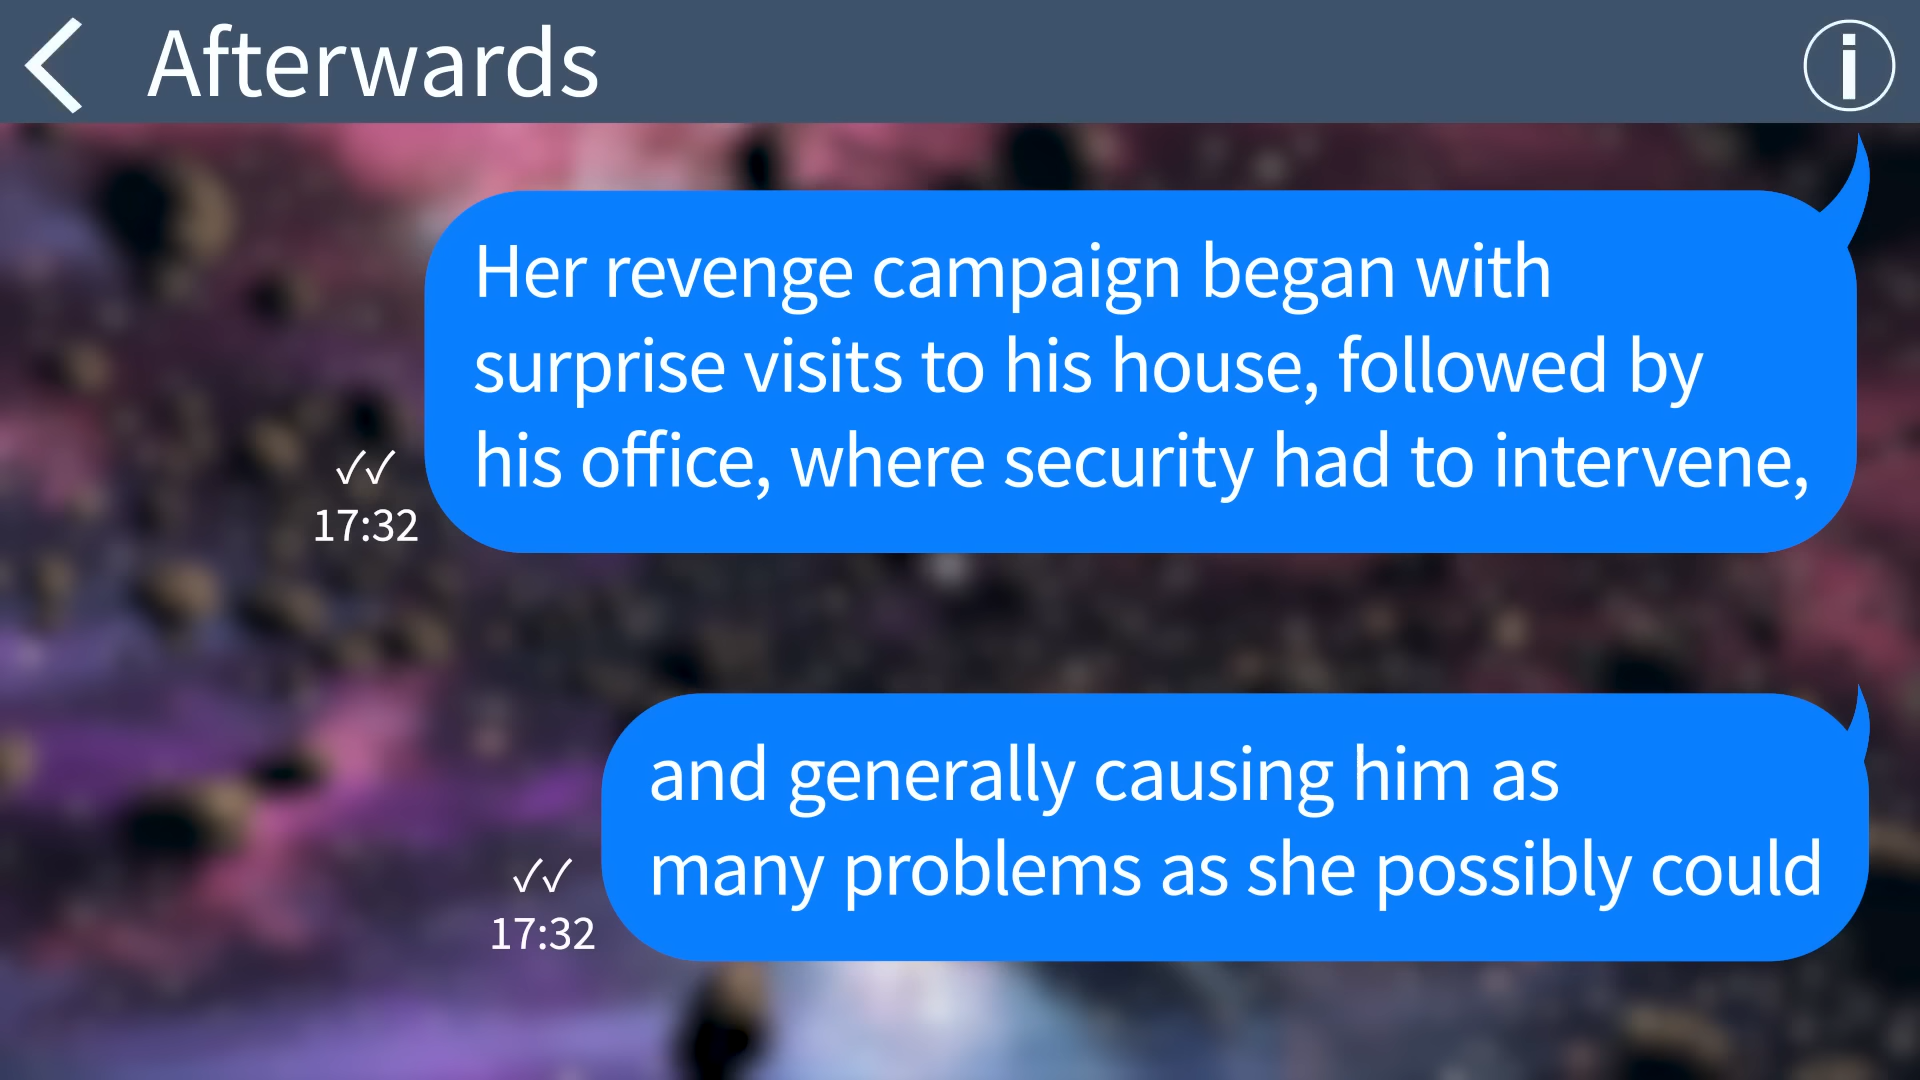 Afterwards
Her revenge campaign began with
surprise visits to his house, followed by
his office, where security had to intervene,
✓✓
17:32
and generally causing him as
many problems as she possibly could
✓✓
17:32